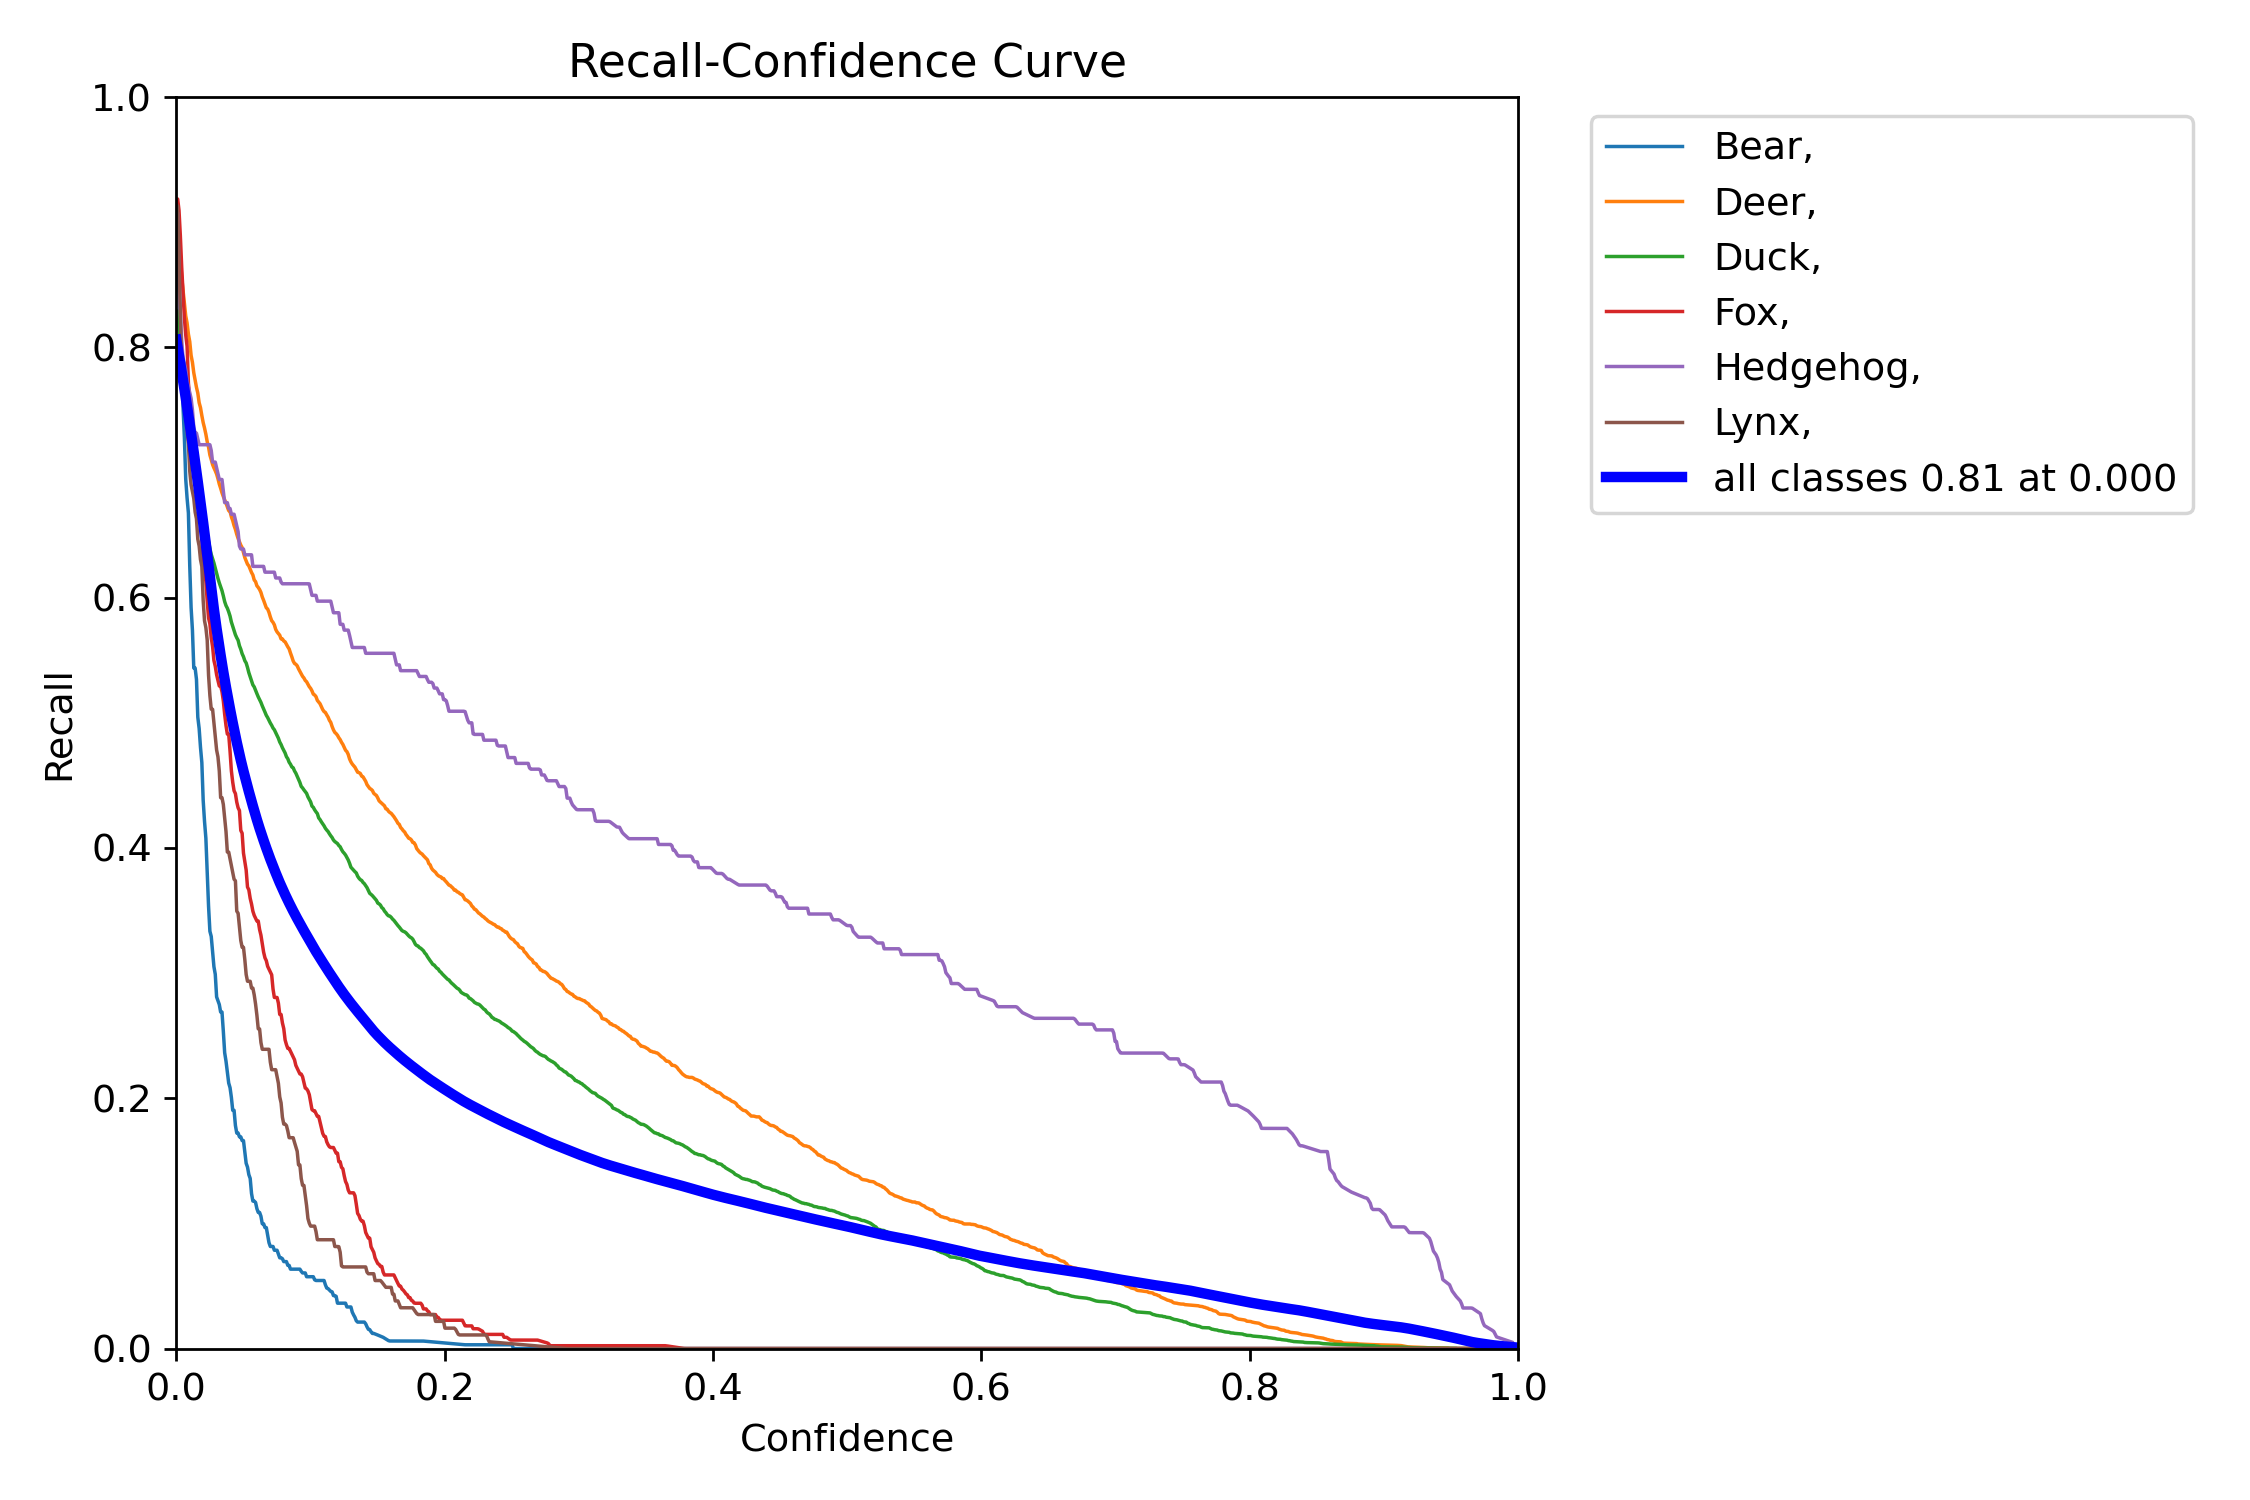 Recall-Confidence Curve
1.0
0.8
0.6
0.4
0.2
0.0
Recall
0.0 0.2 0.4 0.6 0.8 1.0
Confidence
Bear,
Deer,
Duck,
Fox,
Hedgehog,
Lynx,
all classes 0.81 at 0.000